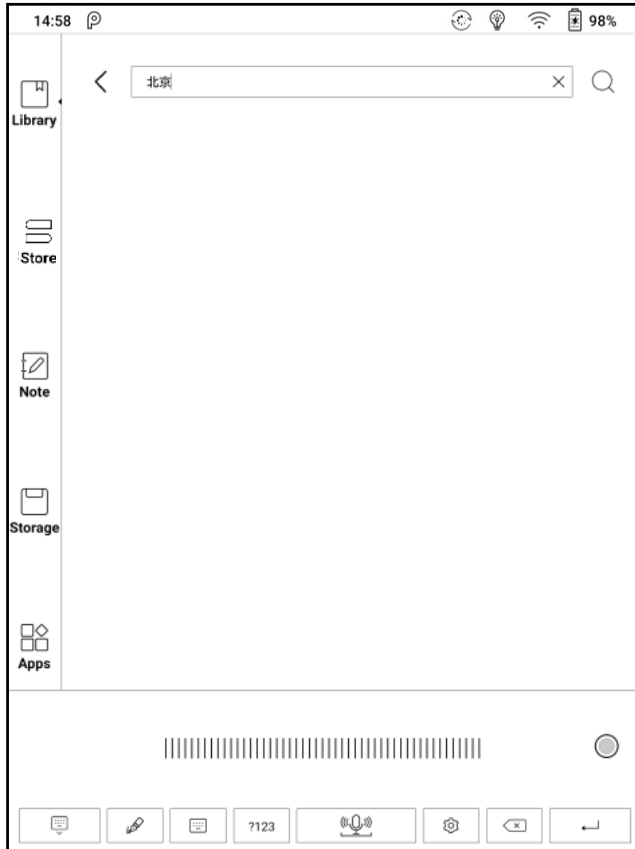 14:58 98%
北京
Library
Store
Note
Storage
Apps
?123